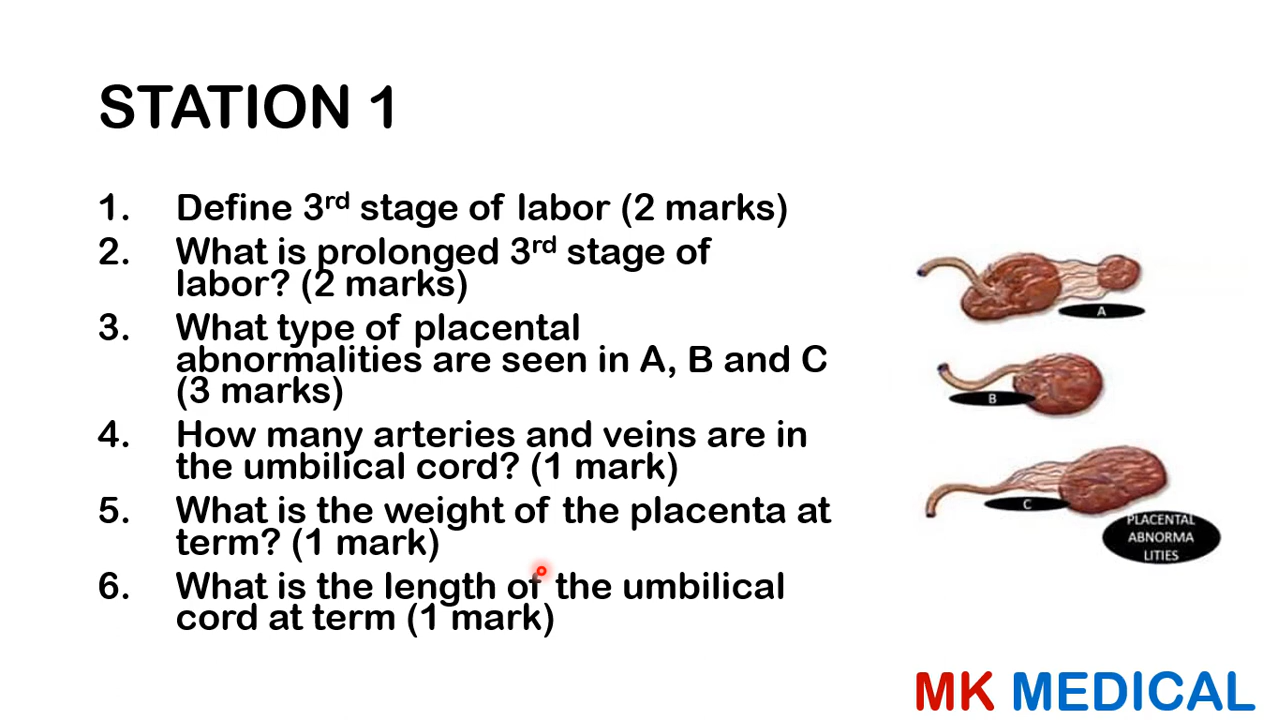 STATION 1
1. Define 3rd stage of labor (2 marks)
2. What is prolonged 3rd stage of
labor? (2 marks)
3. What type of placental
abnormalities are seen in A, B and C
(3 marks)
4. How many arteries and veins are in
the umbilical cord? (1 mark)
5. What is the weight of the placenta at
term? (1 mark)
6. What is the length of the umbilical
cord at term (1 mark)
A
B
C
PLACENTAL
ABNORMA
LITIES
MK MEDICAL